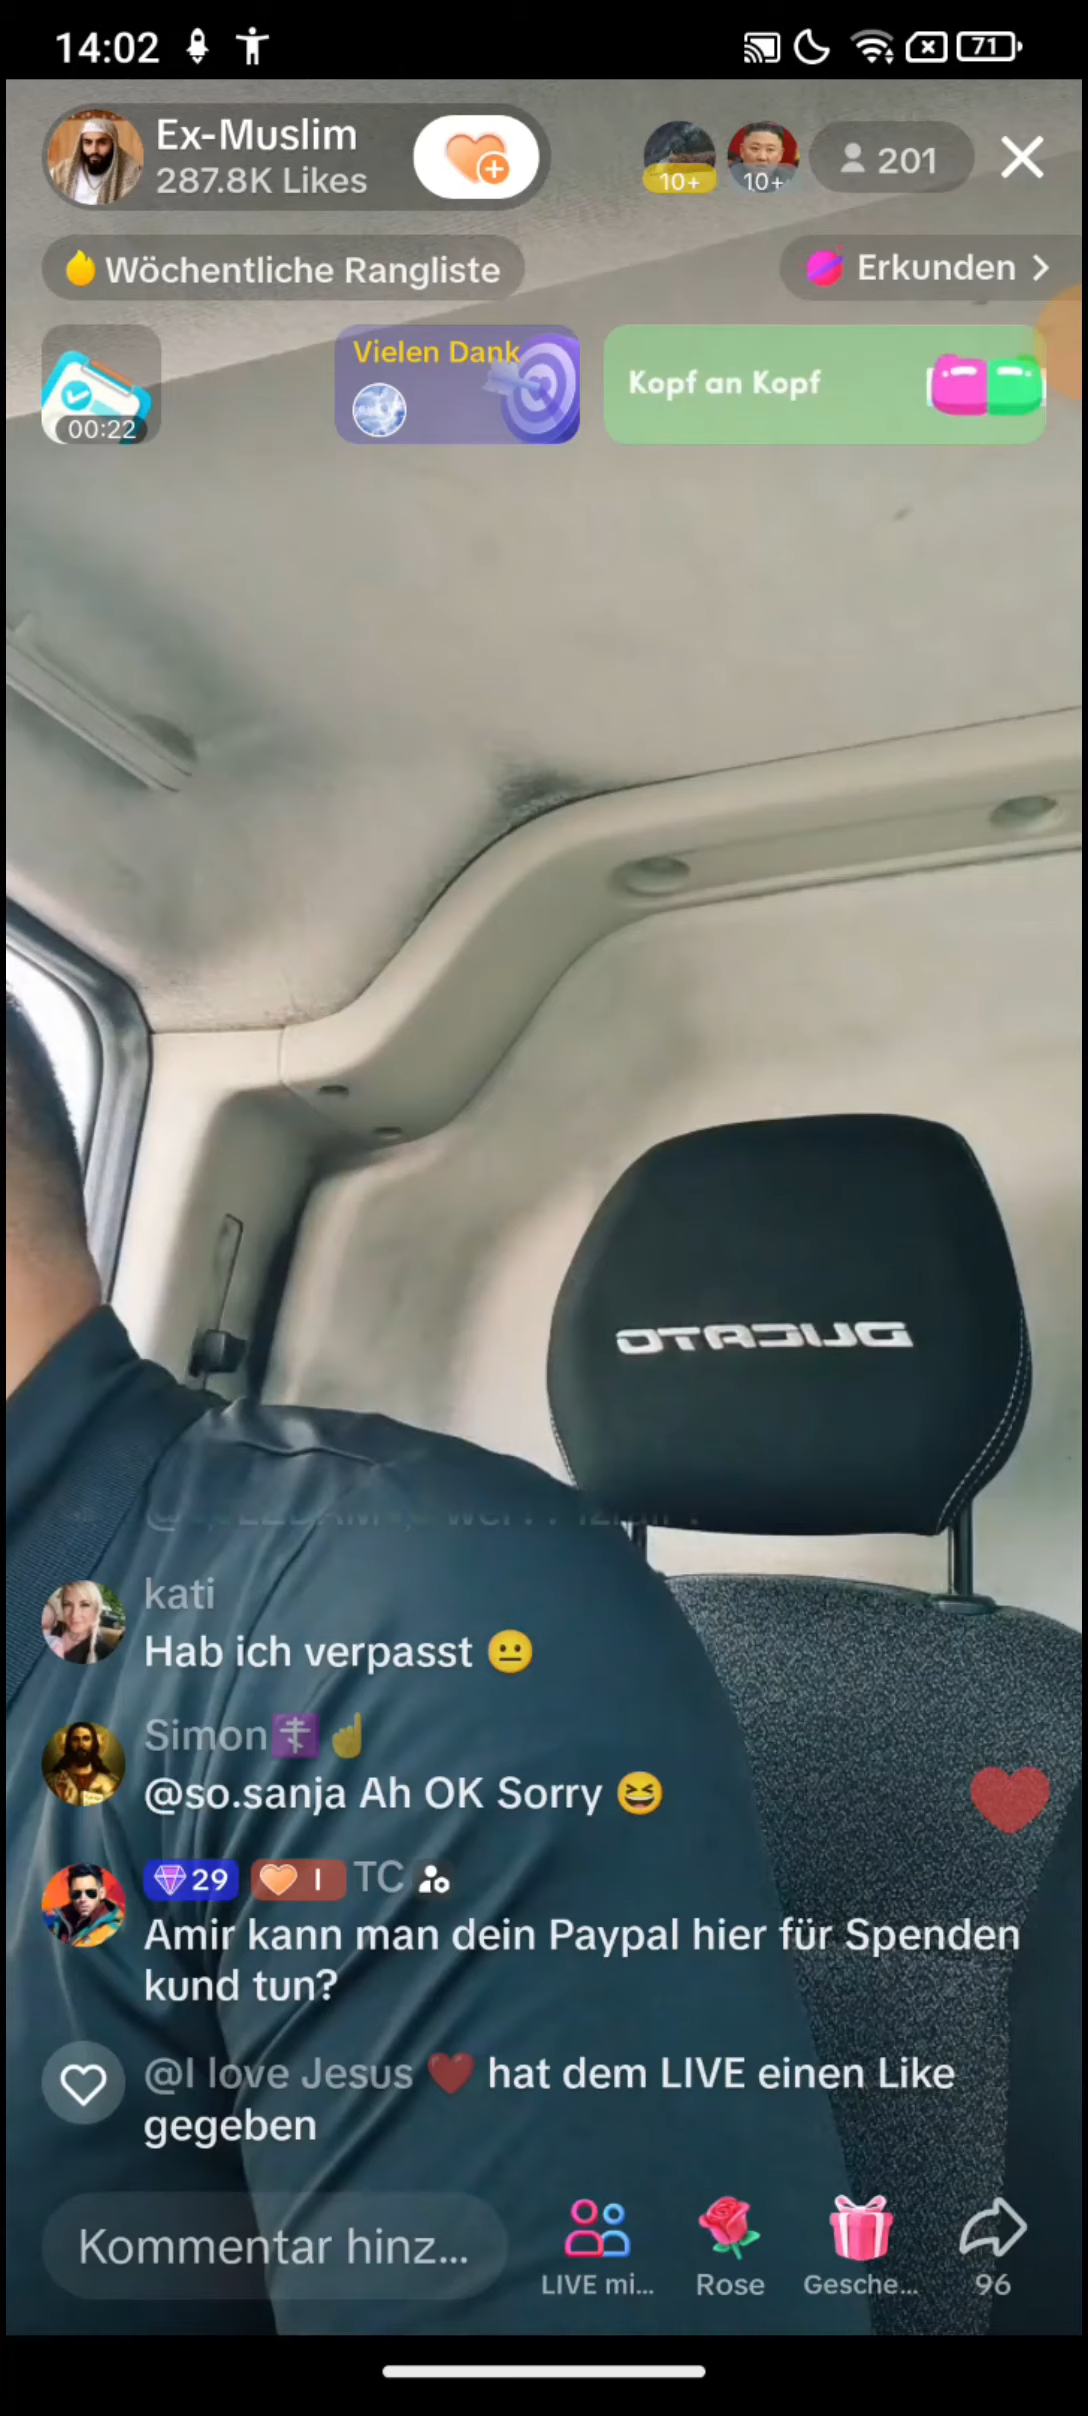 14:02
71
Ex-Muslim
287.8K Likes
10+
10+
201
Wöchentliche Rangliste
Erkunden >
00:22
Vielen Dank
Kopf an Kopf
DUCATO
kati
Hab ich verpasst 😐
Simon☦️☝️
@so.sanja Ah OK Sorry 😆
29 I TC
Amir kann man dein Paypal hier für Spenden
kund tun?
@I love Jesus ❤️ hat dem LIVE einen Like
gegeben
Kommentar hinz...
LIVE mi...
Rose
Gesche...
96